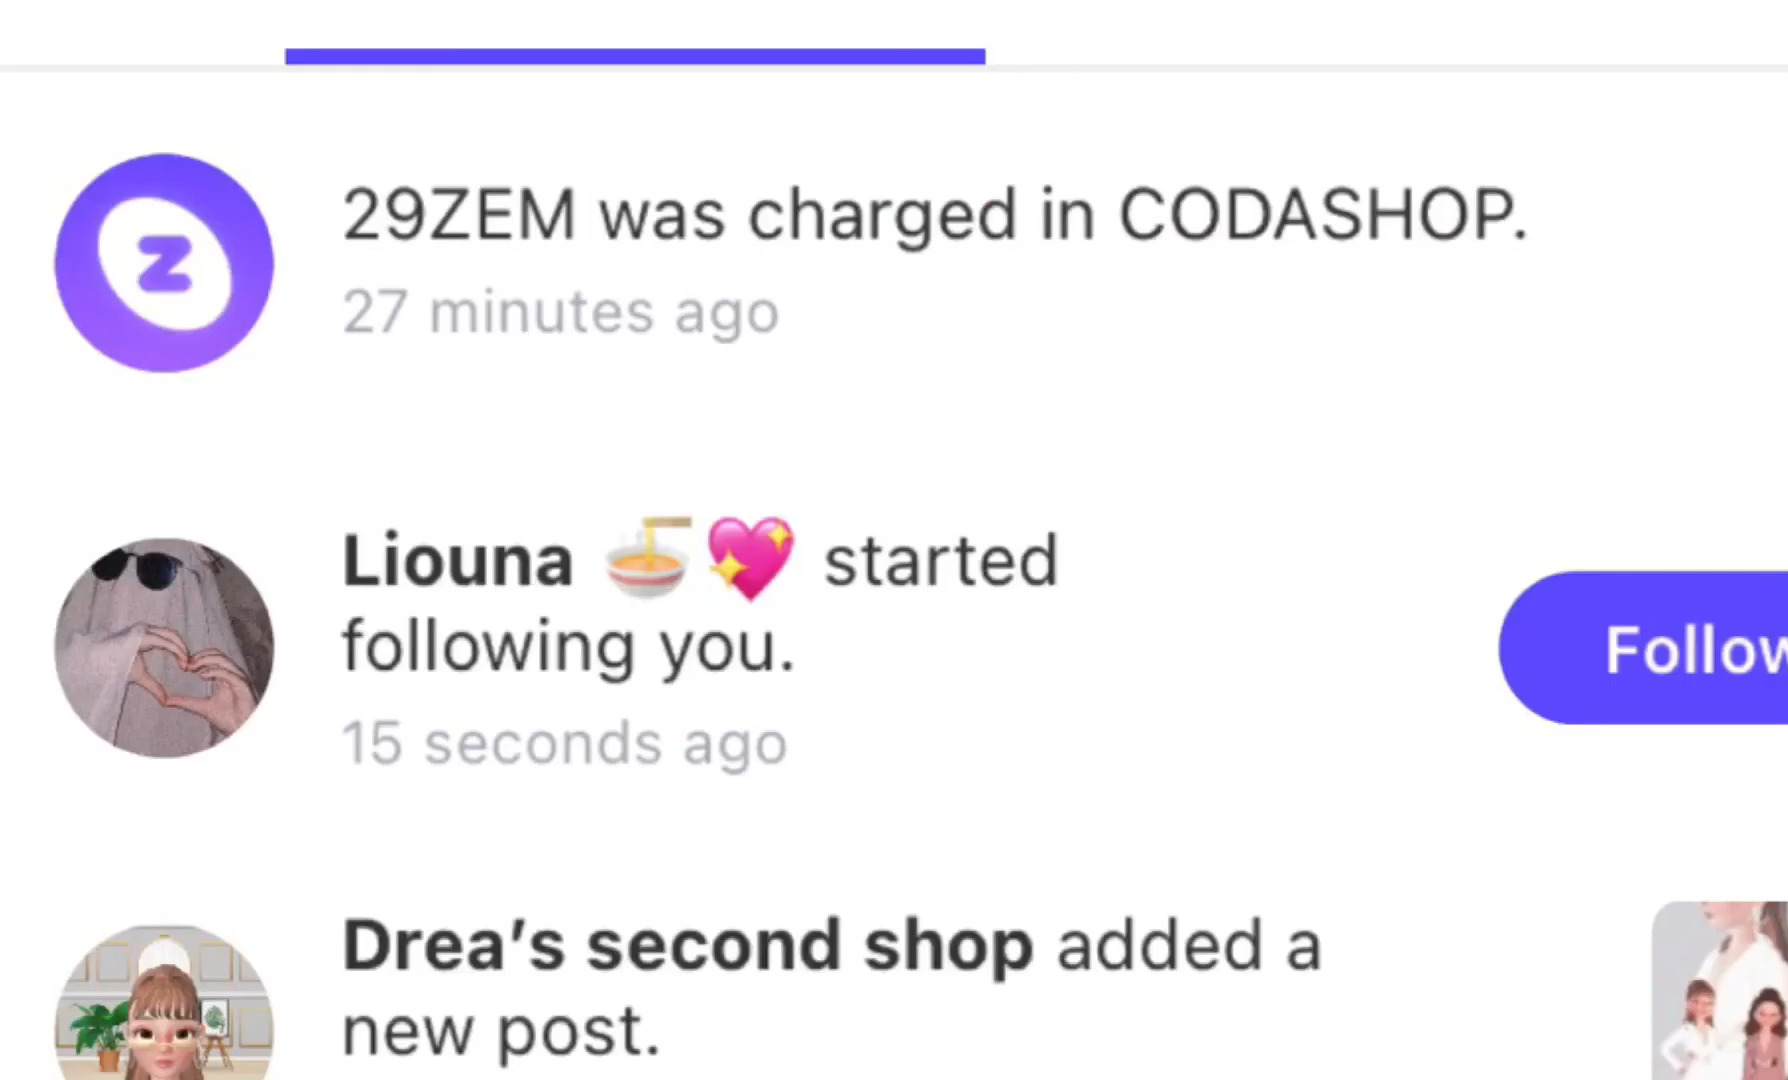 Z
29ZEM was charged in CODASHOP.
27 minutes ago
Liouna 🍜💖 started
following you.
15 seconds ago
Follow
Drea’s second shop added a
new post.